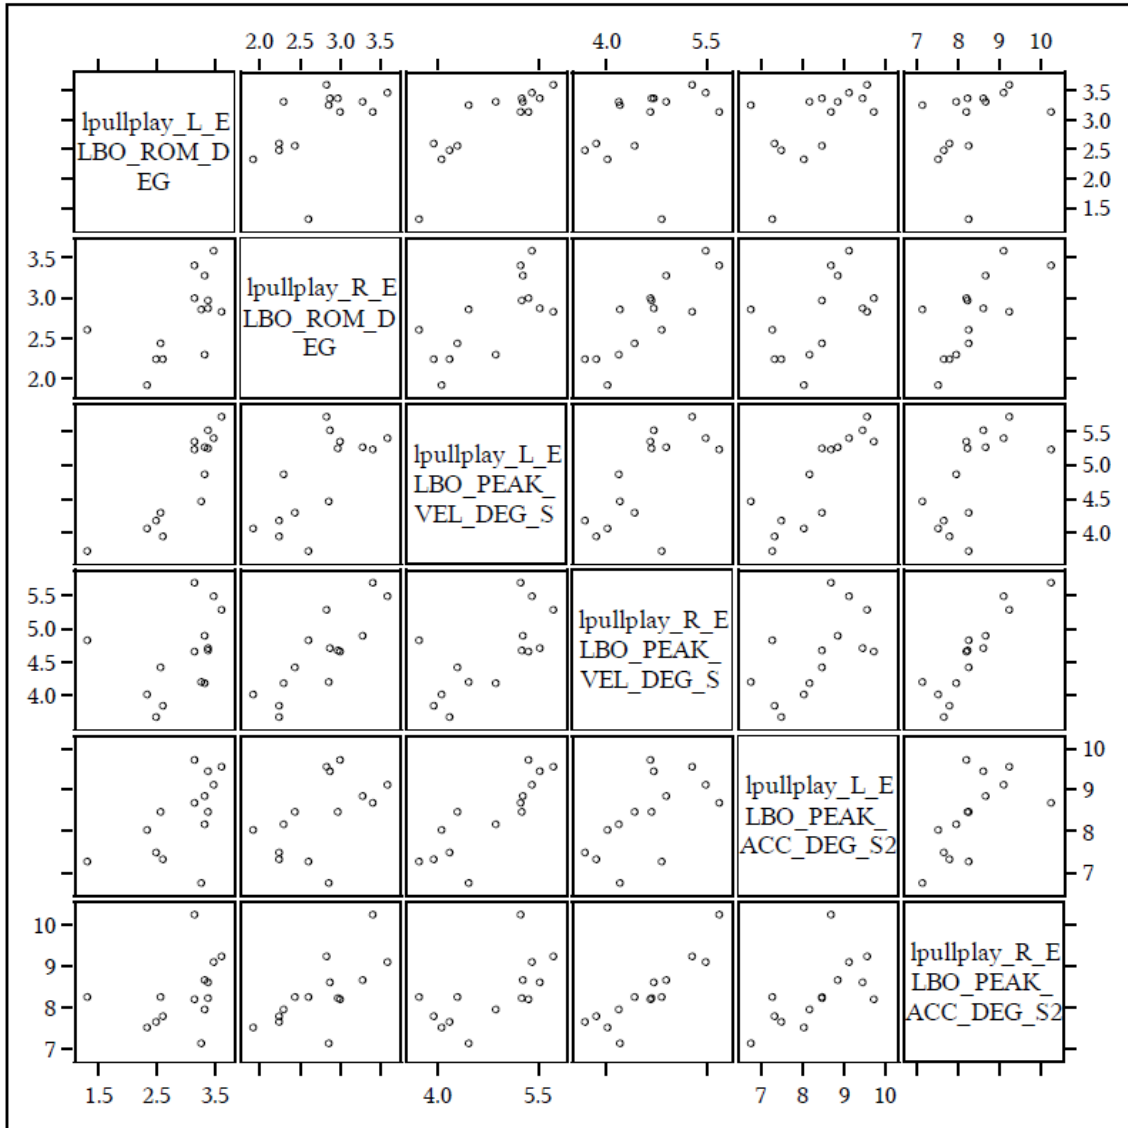 2.0 2.5 3.0 3.5 4.0 5.5 7 8 9 10
lpullplay_L_E
LBO_ROM_D
EG
3.5
3.0
2.5
2.0
1.5
3.5
3.0
2.5
2.0
lpullplay_R_E
LBO_ROM_D
EG
lpullplay_L_E
LBO_PEAK_
VEL_DEG_S
5.5
5.0
4.5
4.0
5.5
5.0
4.5
4.0
lpullplay_R_E
LBO_PEAK_
VEL_DEG_S
lpullplay_L_E
LBO_PEAK_
ACC_DEG_S2
10
9
8
7
10
9
8
7
lpullplay_R_E
LBO_PEAK_
ACC_DEG_S2
1.5 2.5 3.5 4.0 5.5 7 8 9 10